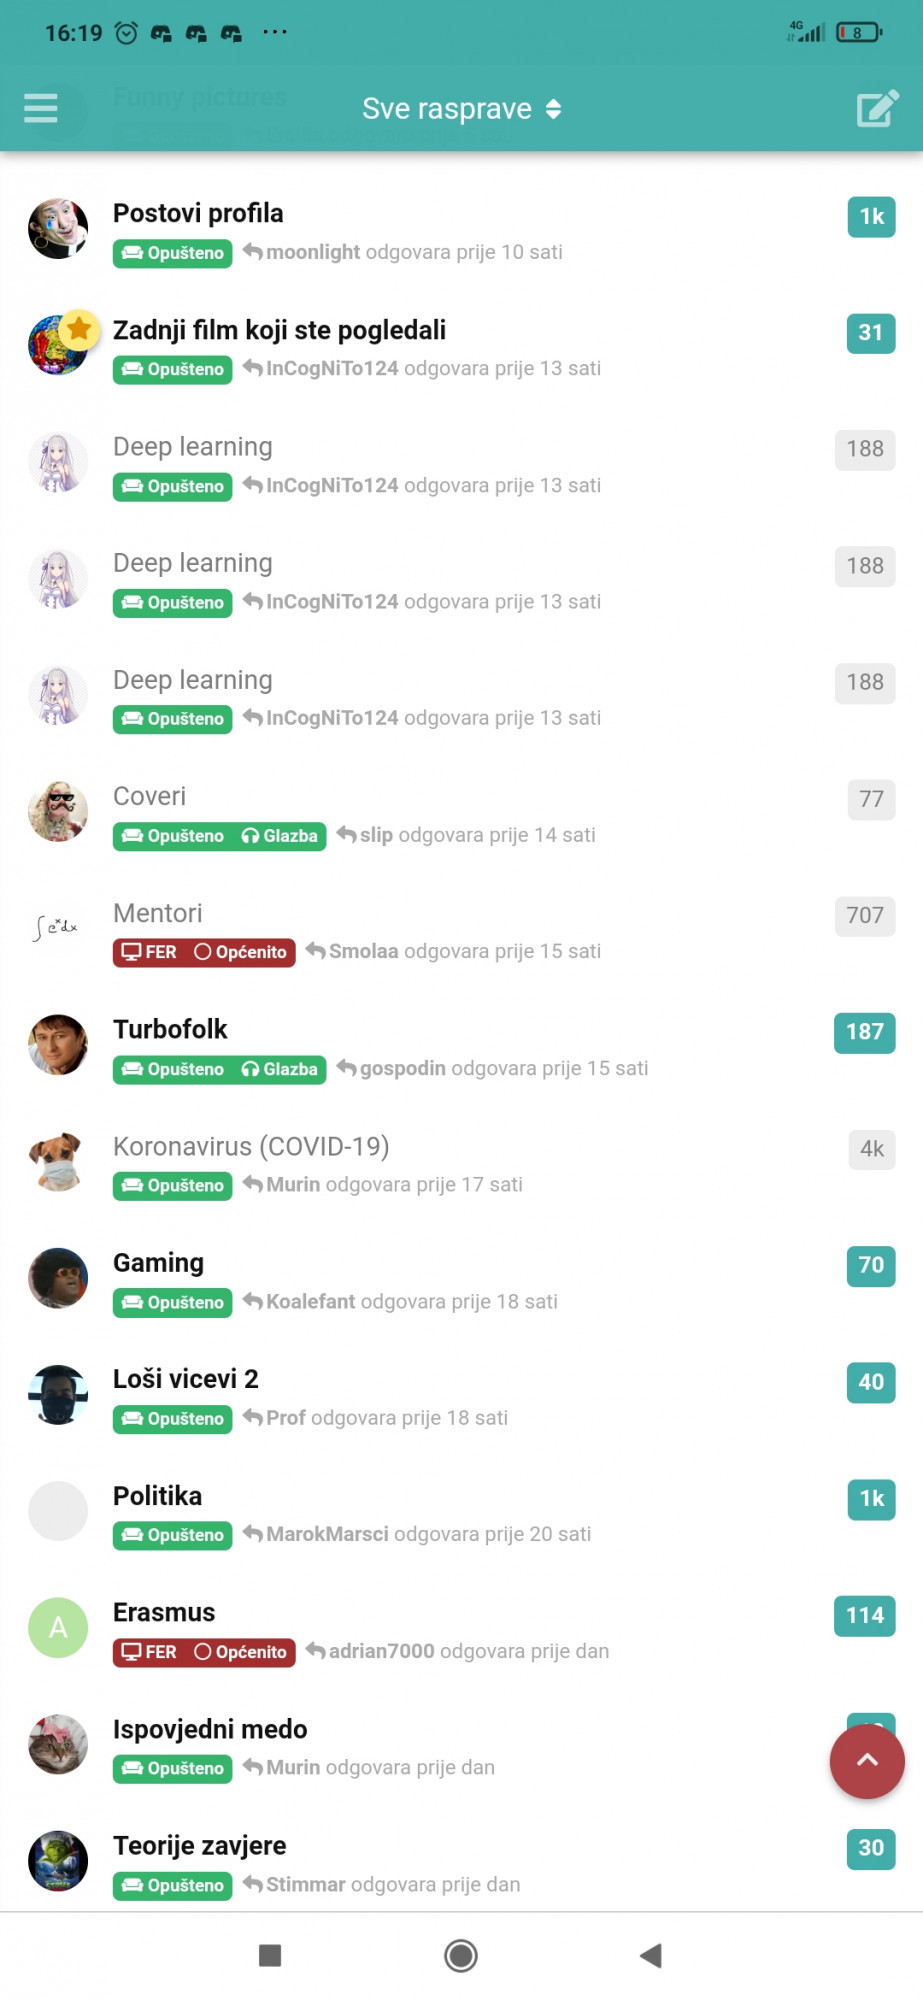 16:19
4G
8
Funny pictures
Sve rasprave
Postovi profila
1k
Opušteno moonlight odgovara prije 10 sati
Zadnji film koji ste pogledali
31
Opušteno InCogNiTo124 odgovara prije 13 sati
Deep learning
188
Opušteno InCogNiTo124 odgovara prije 13 sati
Deep learning
188
Opušteno InCogNiTo124 odgovara prije 13 sati
Deep learning
188
Opušteno InCogNiTo124 odgovara prije 13 sati
Coveri
77
Opušteno Glazba slip odgovara prije 14 sati
∫ eˣdx
Mentori
707
FER Općenito Smolaa odgovara prije 15 sati
Turbofolk
187
Opušteno Glazba gospodin odgovara prije 15 sati
Koronavirus (COVID-19)
4k
Opušteno Murin odgovara prije 17 sati
Gaming
70
Opušteno Koalefant odgovara prije 18 sati
Loši vicevi 2
40
Opušteno Prof odgovara prije 18 sati
Politika
1k
Opušteno MarokMarsci odgovara prije 20 sati
A
Erasmus
114
FER Općenito adrian7000 odgovara prije dan
Ispovjedni medo
Opušteno Murin odgovara prije dan
Teorije zavjere
30
Opušteno Stimmar odgovara prije dan